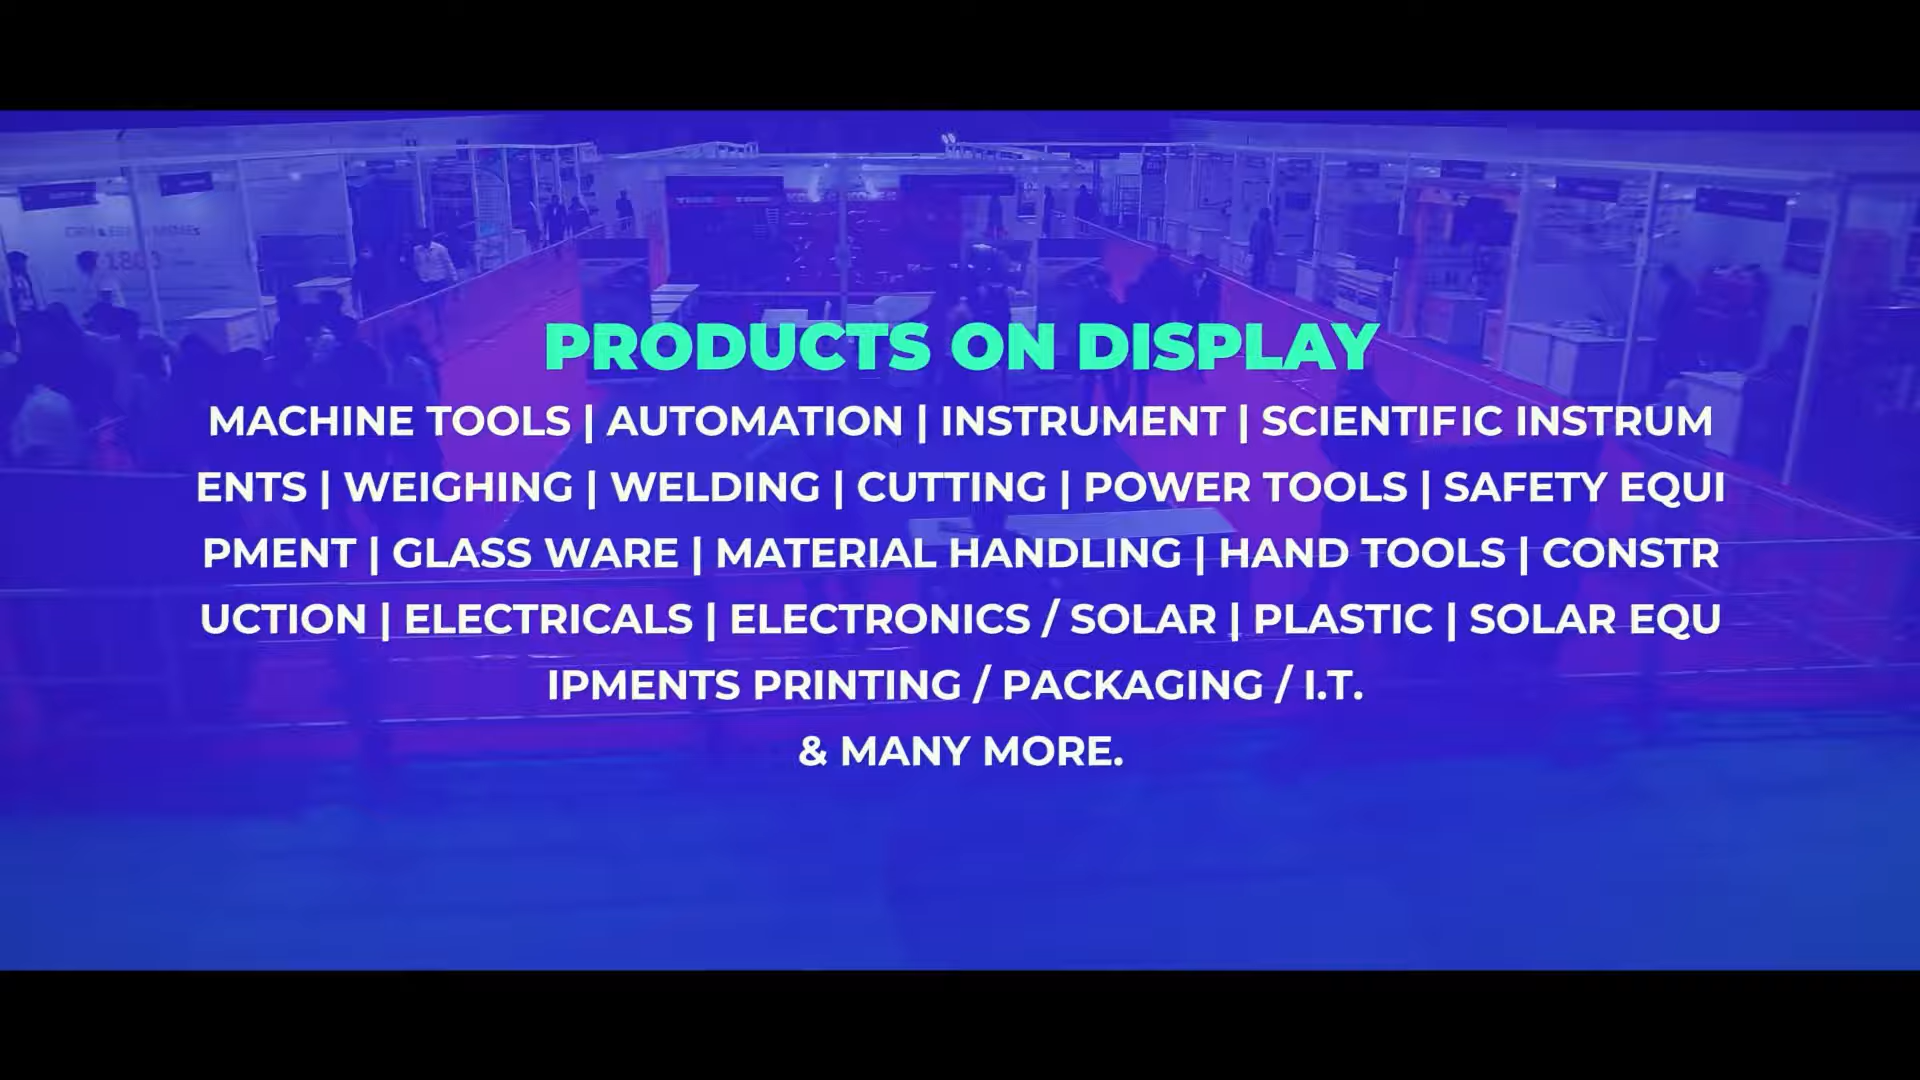 PRODUCTS ON DISPLAY
MACHINE TOOLS | AUTOMATION | INSTRUMENT | SCIENTIFIC INSTRUM
ENTS | WEIGHING | WELDING | CUTTING | POWER TOOLS | SAFETY EQUI
PMENT | GLASS WARE | MATERIAL HANDLING | HAND TOOLS | CONSTR
UCTION | ELECTRICALS | ELECTRONICS / SOLAR | PLASTIC | SOLAR EQU
IPMENTS PRINTING / PACKAGING / I.T.
& MANY MORE.